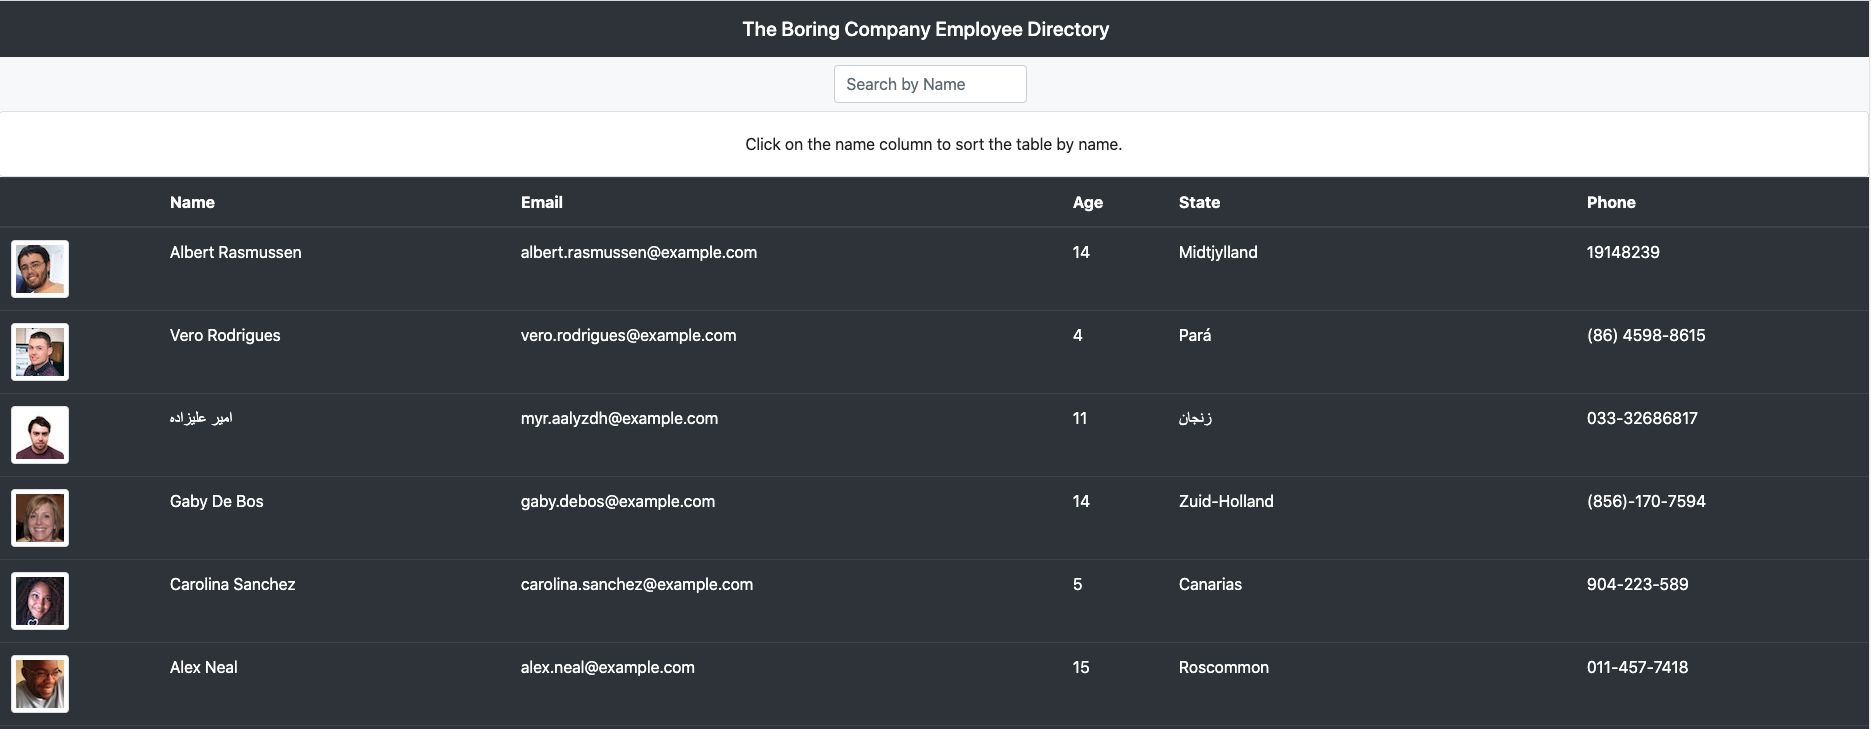 The Boring Company Employee Directory
Search by Name
Click on the name column to sort the table by name.
Name Email Age State Phone
Albert Rasmussen albert.rasmussen@example.com 14 Midtjylland 19148239
Vero Rodrigues vero.rodrigues@example.com 4 Pará (86) 4598-8615
امیر علیزاده myr.aalyzdh@example.com 11 زنجان 033-32686817
Gaby De Bos gaby.debos@example.com 14 Zuid-Holland (856)-170-7594
Carolina Sanchez carolina.sanchez@example.com 5 Canarias 904-223-589
Alex Neal alex.neal@example.com 15 Roscommon 011-457-7418